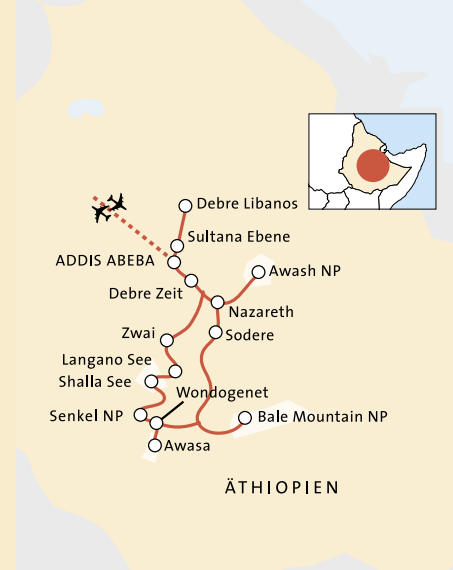 Debre Libanos
Sultana Ebene
ADDIS ABEBA
Awash NP
Debre Zeit
Nazareth
Zwai
Sodere
Langano See
Shalla See
Wondogenet
Senkel NP
Bale Mountain NP
Awasa
ÄTHIOPIEN